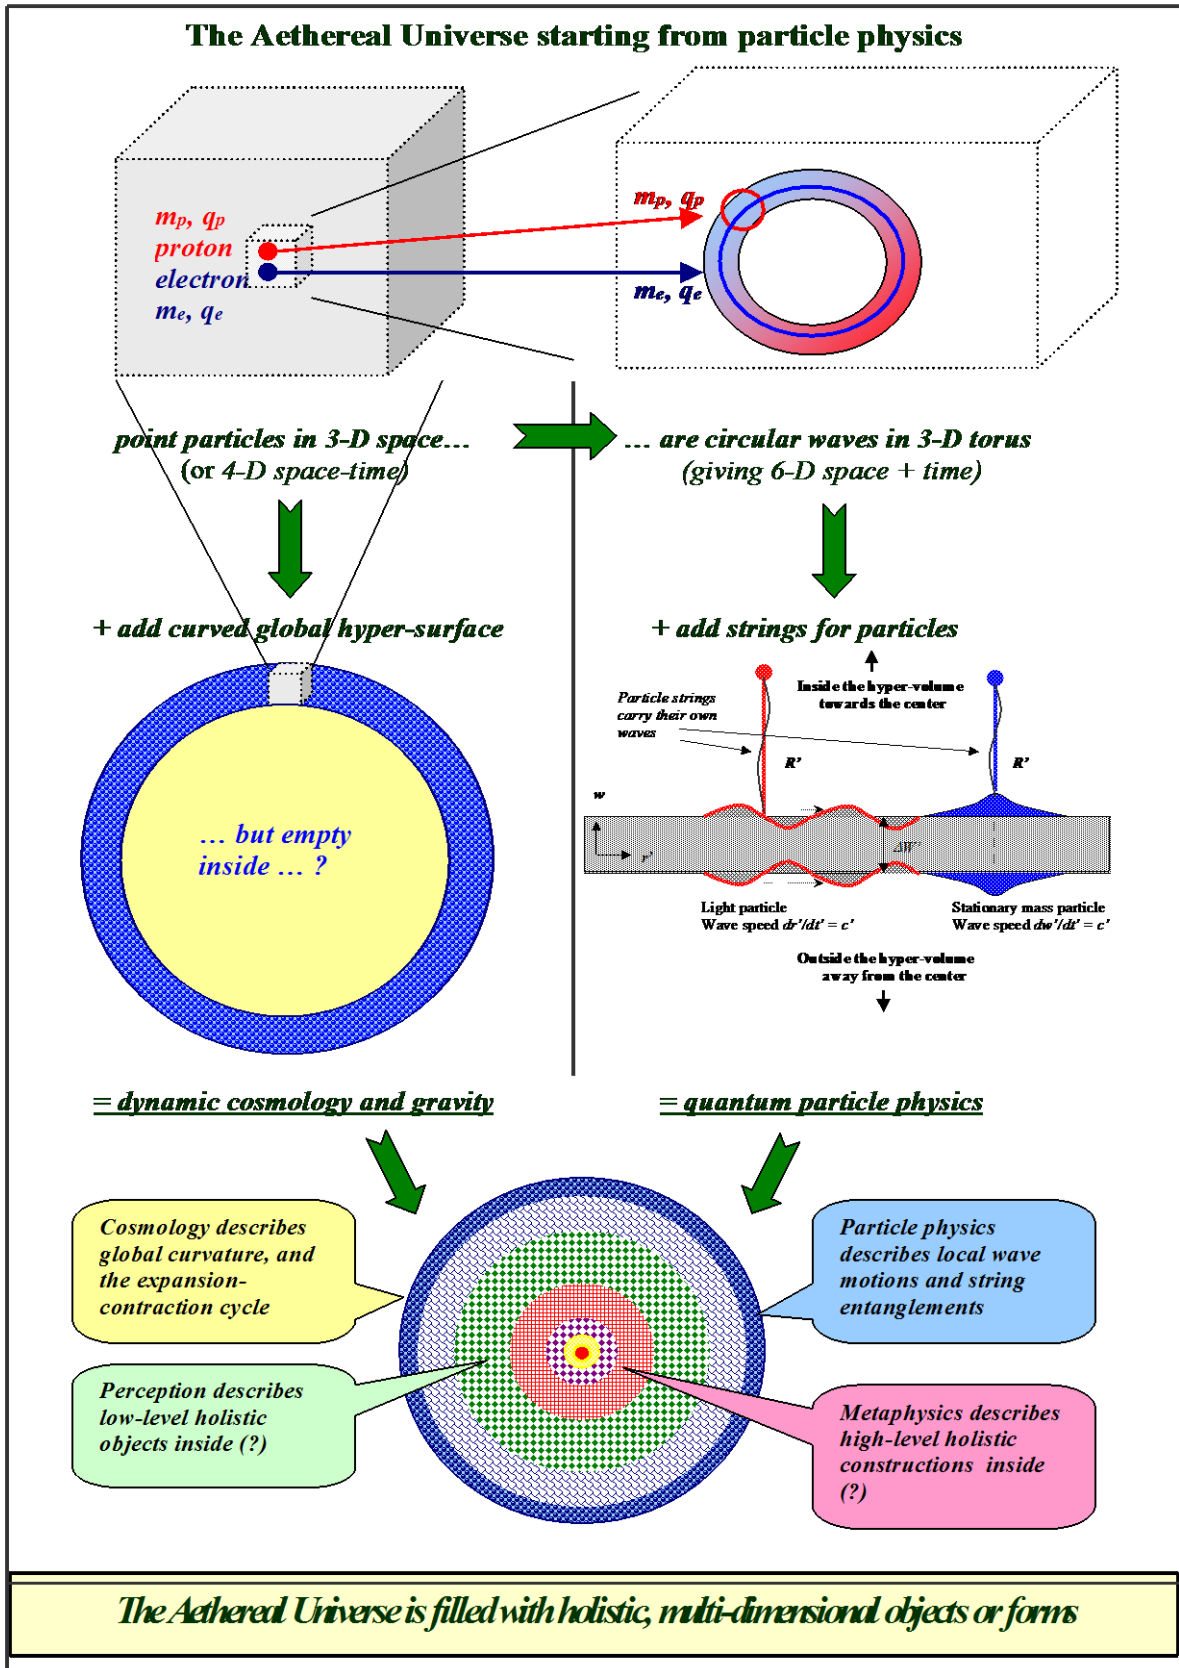 The Aethereal Universe starting from particle physics
mp, qp
proton
electron
me, qe
mp, qp
me, qe
point particles in 3-D space…
(or 4-D space-time)
… are circular waves in 3-D torus
(giving 6-D space + time)
+ add curved global hyper-surface
+ add strings for particles
… but empty
inside … ?
Particle strings
carry their own
waves
Inside the hyper-volume
towards the center
R’
R’
w
r’
ΔW’
Light particle
Wave speed dr’/dt’ = c’
Stationary mass particle
Wave speed dw’/dt’ = c’
Outside the hyper-volume
away from the center
= dynamic cosmology and gravity
= quantum particle physics
Cosmology describes
global curvature, and
the expansion-
contraction cycle
Particle physics
describes local wave
motions and string
entanglements
Perception describes
low-level holistic
objects inside (?)
Metaphysics describes
high-level holistic
constructions inside
(?)
The Aethereal Universe is filled with holistic, multi-dimensional objects or forms